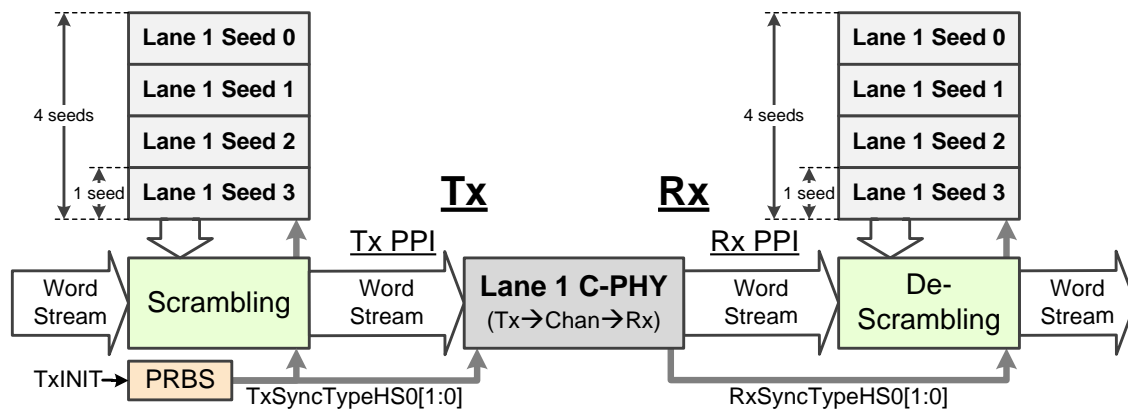 Lane 1 Seed 0
Lane 1 Seed 1
4 seeds
Lane 1 Seed 2
1 seed
Lane 1 Seed 3
Lane 1 Seed 0
Lane 1 Seed 1
4 seeds
Lane 1 Seed 2
1 seed
Lane 1 Seed 3
Tx
Rx
Tx PPI
Rx PPI
Word
Stream
Scrambling
Word
Stream
Lane 1 C-PHY
(Tx→Chan→Rx)
Word
Stream
De-
Scrambling
Word
Stream
TxINIT
PRBS
TxSyncTypeHS0[1:0]
RxSyncTypeHS0[1:0]